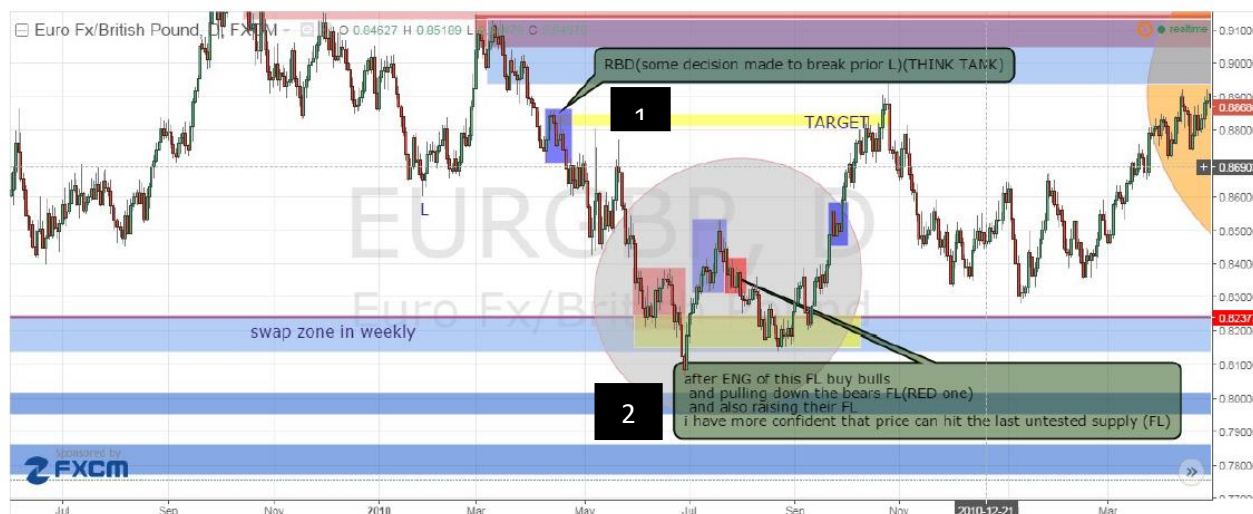 Euro Fx/British Pound, D, FXCM
O 0.84627 H 0.85189
realtime
RBD(some decision made to break prior L)(THINK TANK)
1
TARGET
L
EURGBP, D
Euro Fx/British Pound
swap zone in weekly
after ENG of this FL buy bulls
and pulling down the bears FL(RED one)
and also raising their FL
i have more confident that price can hit the last untested supply (FL)
2
sponsored by
FXCM
0.9100
0.9000
0.8900
0.8800
0.8690
0.8600
0.8500
0.8400
0.8300
0.8237
0.8200
0.8100
0.8000
0.7900
0.7800
Jul
Sep
Nov
2010
Mar
May
Jul
Sep
Nov
2010-12-21
Mar